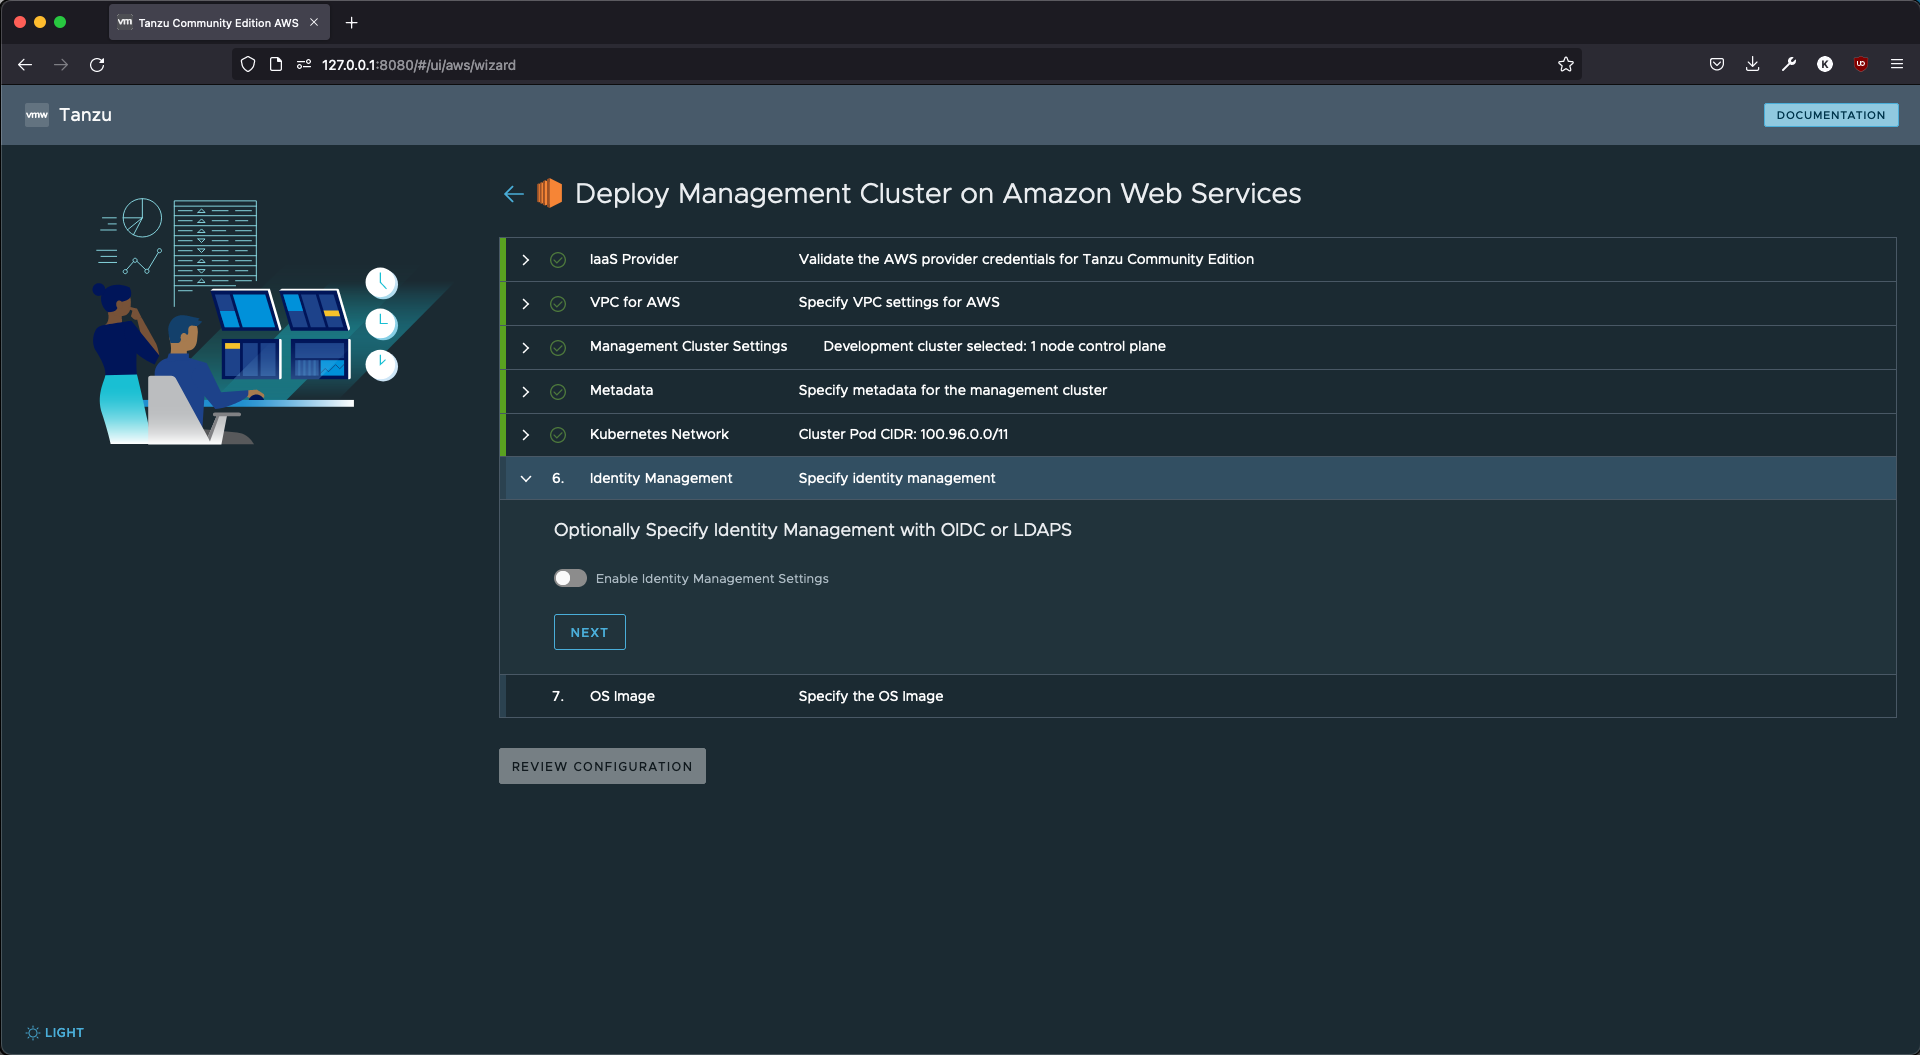 vm Tanzu Community Edition AWS
127.0.0.1:8080/#/ui/aws/wizard
K
UD
vmw Tanzu
DOCUMENTATION
Deploy Management Cluster on Amazon Web Services
IaaS Provider Validate the AWS provider credentials for Tanzu Community Edition
VPC for AWS Specify VPC settings for AWS
Management Cluster Settings Development cluster selected: 1 node control plane
Metadata Specify metadata for the management cluster
Kubernetes Network Cluster Pod CIDR: 100.96.0.0/11
6. Identity Management Specify identity management
Optionally Specify Identity Management with OIDC or LDAPS
Enable Identity Management Settings
NEXT
7. OS Image Specify the OS Image
REVIEW CONFIGURATION
LIGHT